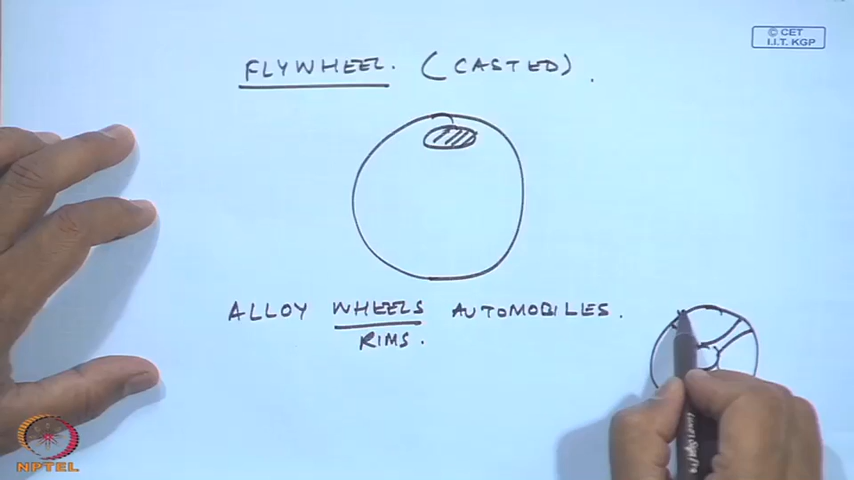 © CET
I.I.T. KGP
FLYWHEEL. (CASTED).
ALLOY WHEELS AUTOMOBILES.
RIMS.
NPTEL